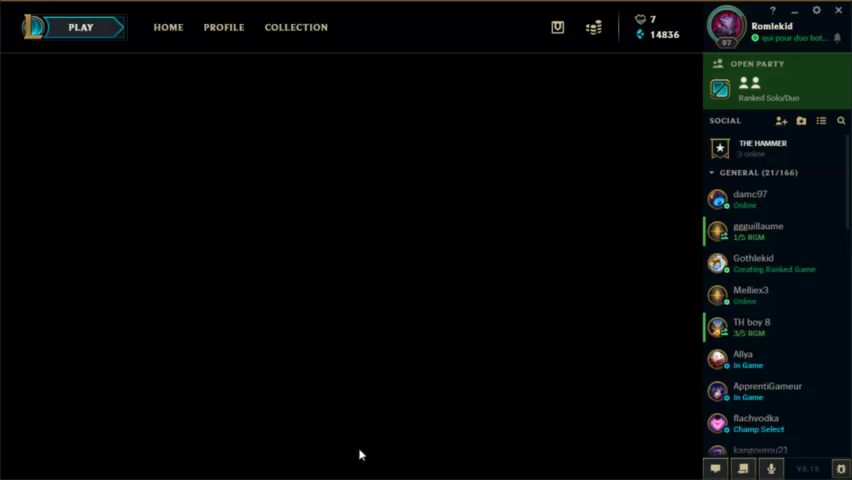 PLAY
HOME
PROFILE
COLLECTION
7
14836
?
97
Romlekid
qui pour duo bot...
OPEN PARTY
Ranked Solo/Duo
SOCIAL
THE HAMMER
3 online
GENERAL (21/166)
damc97
Online
ggguillaume
1/5 RGM
Gothlekid
Creating Ranked Game
Melliex3
Online
TH boy 8
3/5 RGM
Allya
In Game
ApprentiGameur
In Game
flachvodka
Champ Select
kangourou21
V8.18